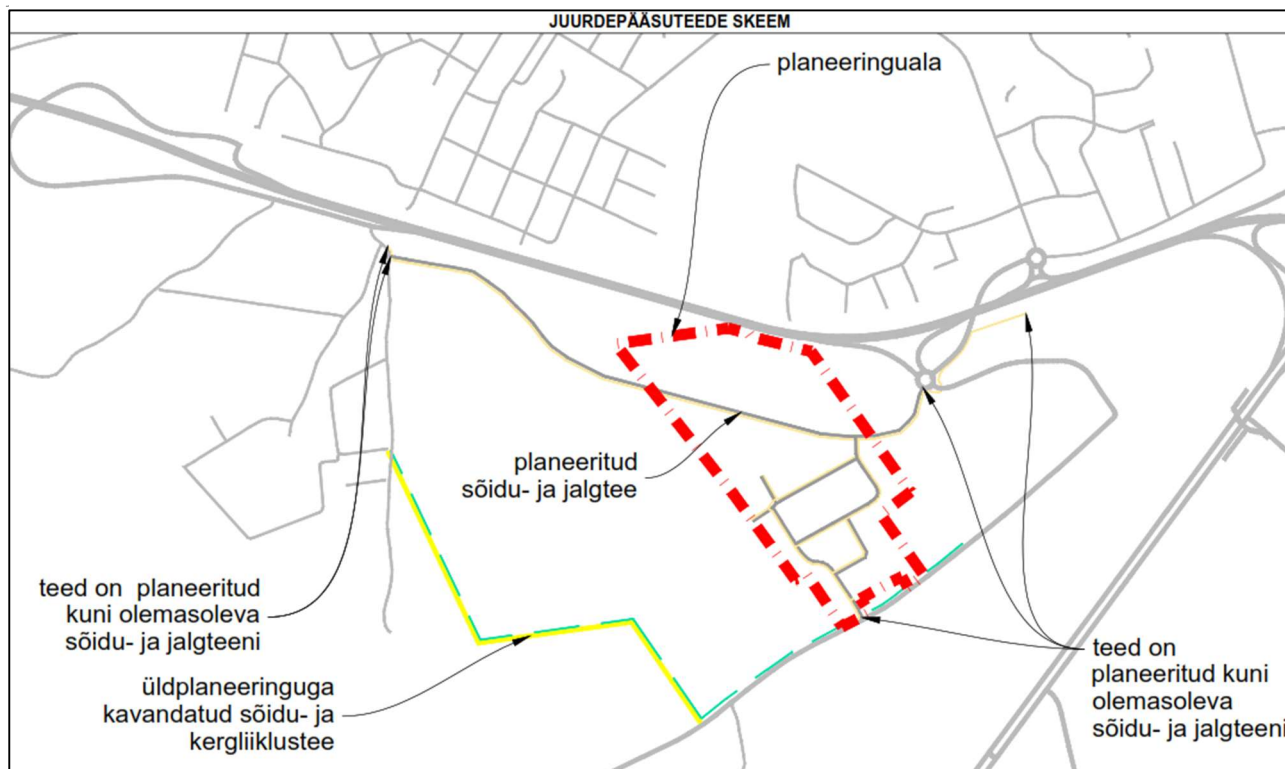 JUURDEPÄÄSUTEEDE SKEEM
planeeringuala
planeeritud
sõidu- ja jalgtee
teed on planeeritud
kuni olemasoleva
sõidu- ja jalgteeni
üldplaneeringuga
kavandatud sõidu- ja
kergliiklustee
teed on
planeeritud kuni
olemasoleva
sõidu- ja jalgteeni